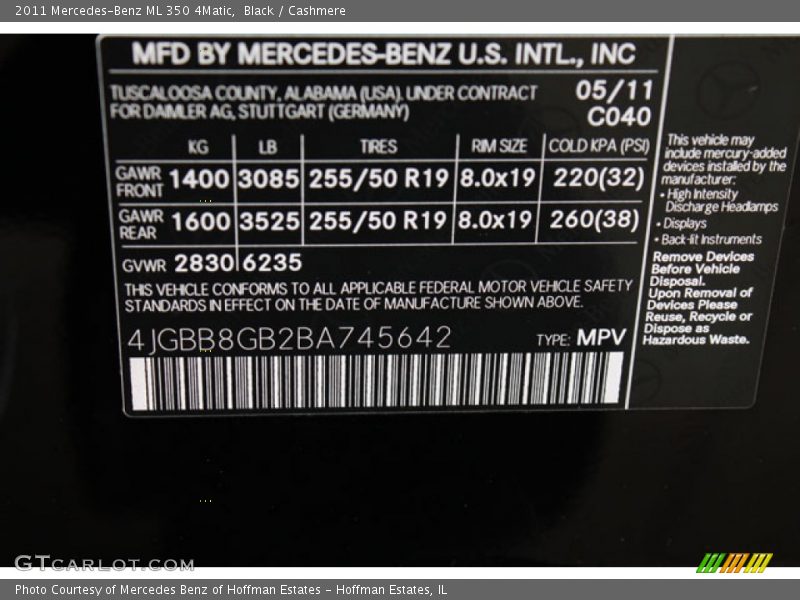 2011 Mercedes-Benz ML 350 4Matic, Black / Cashmere
MFD BY MERCEDES-BENZ U.S. INTL., INC
TUSCALOOSA COUNTY, ALABAMA (USA), UNDER CONTRACT
FOR DAIMLER AG, STUTTGART (GERMANY)
05/11
C040
KG LB TIRES RIM SIZE COLD KPA (PSI)
GAWR FRONT 1400 3085 255/50 R19 8.0x19 220(32)
GAWR REAR 1600 3525 255/50 R19 8.0x19 260(38)
GVWR 2830 6235
THIS VEHICLE CONFORMS TO ALL APPLICABLE FEDERAL MOTOR VEHICLE SAFETY
STANDARDS IN EFFECT ON THE DATE OF MANUFACTURE SHOWN ABOVE.
4JGBB8GB2BA745642
TYPE: MPV
This vehicle may
include mercury-added
devices installed by the
manufacturer:
• High Intensity
Discharge Headlamps
• Displays
• Back-lit Instruments
Remove Devices
Before Vehicle
Disposal.
Upon Removal of
Devices Please
Reuse, Recycle or
Dispose as
Hazardous Waste.
GTCARLOT.COM
Photo Courtesy of Mercedes Benz of Hoffman Estates - Hoffman Estates, IL